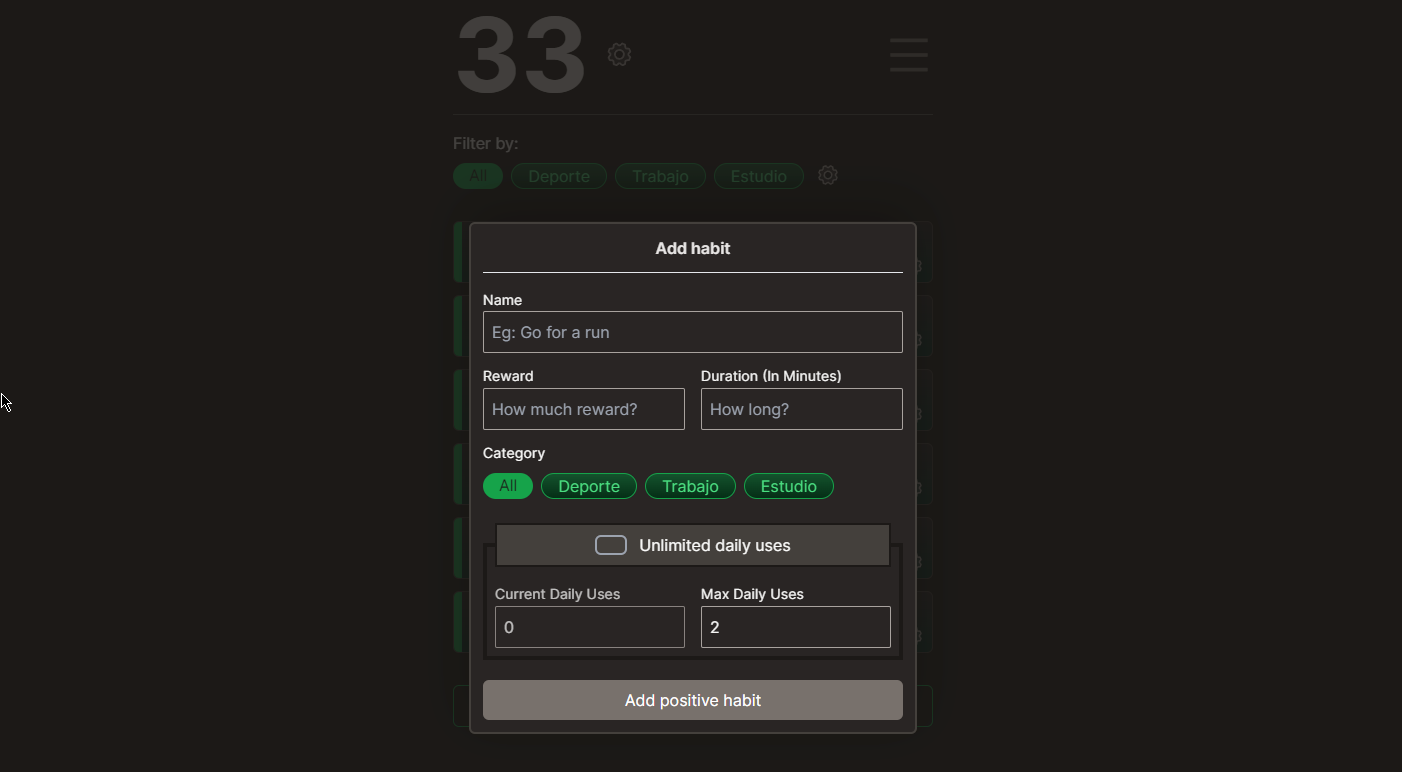 33
Filter by:
All Deporte Trabajo Estudio
Add habit
Name
Eg: Go for a run
Reward Duration (In Minutes)
How much reward? How long?
Category
All Deporte Trabajo Estudio
Unlimited daily uses
Current Daily Uses Max Daily Uses
0 2
Add positive habit